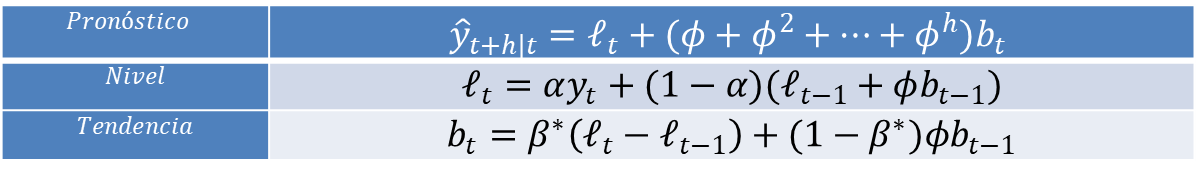 Pronóstico
ŷ_{t+h|t} = ℓ_t + (ϕ + ϕ^2 + ⋯ + ϕ^h)b_t
Nivel
ℓ_t = αy_t + (1 − α)(ℓ_{t−1} + ϕb_{t−1})
Tendencia
b_t = β^*(ℓ_t − ℓ_{t−1}) + (1 − β^*)ϕb_{t−1}